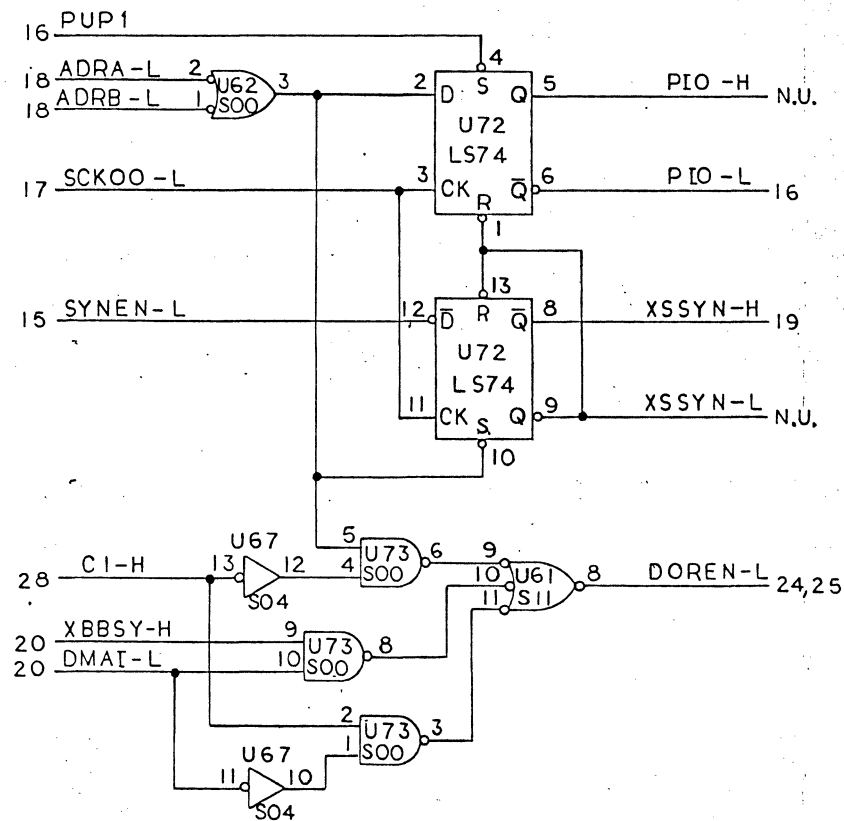 16 PUP1
4
18 ADRA-L 2
18 ADRB-L 1
U62
S00
3
2 D S Q 5 PIO-H N.U.
U72
LS74
17 SCKOO-L 3 CK R Q̅ 6 PIO-L 16
1
13
15 SYNEN-L 12 D̅ R Q̅ 8 XSSYN-H 19
U72
LS74
11 CK S Q 9 XSSYN-L N.U.
10
28 CI-H 13 U67 12
S04
5
4
U73
S00
6
9
10
11
U61
S11
8 DOREN-L 24,25
20 XBBSY-H 9
20 DMAI-L 10
U73
S00
8
2
1
U73
S00
3
U67
11 10
S04